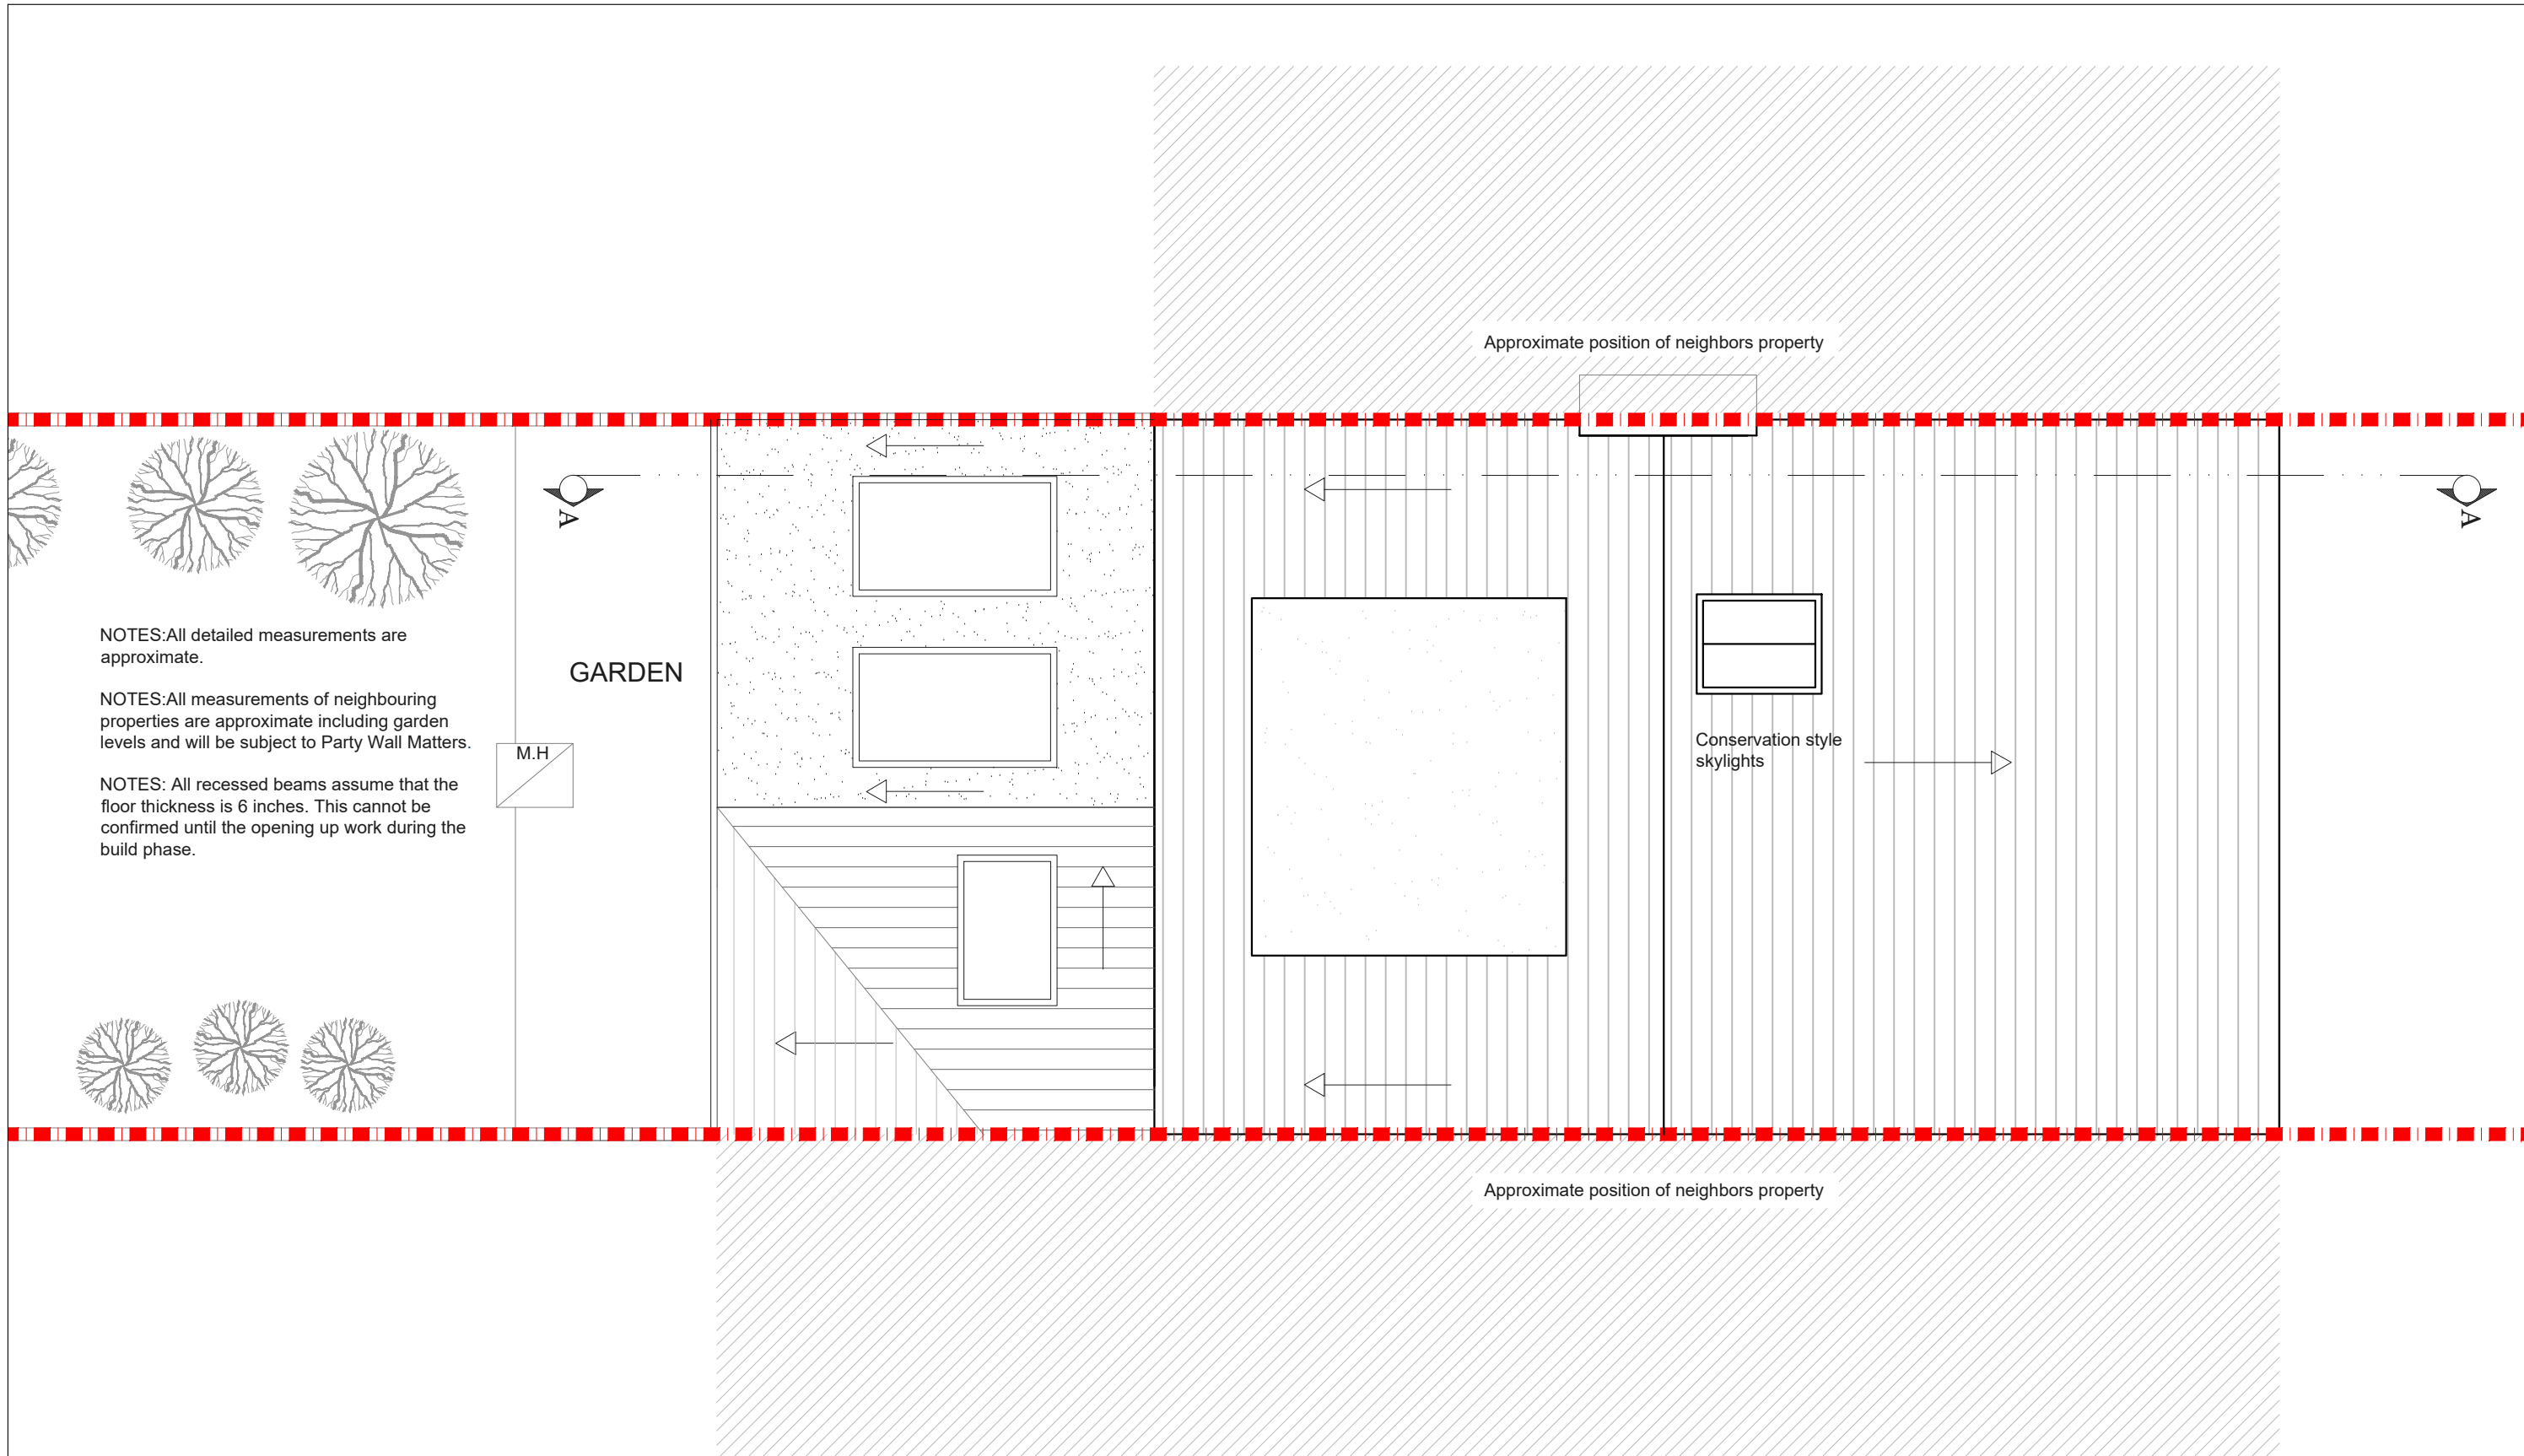 Approximate position of neighbors property
A
A
NOTES:All detailed measurements are
approximate.
NOTES:All measurements of neighbouring
properties are approximate including garden
levels and will be subject to Party Wall Matters.
NOTES: All recessed beams assume that the
floor thickness is 6 inches. This cannot be
confirmed until the opening up work during the
build phase.
GARDEN
M.H
Conservation style
skylights
Approximate position of neighbors property